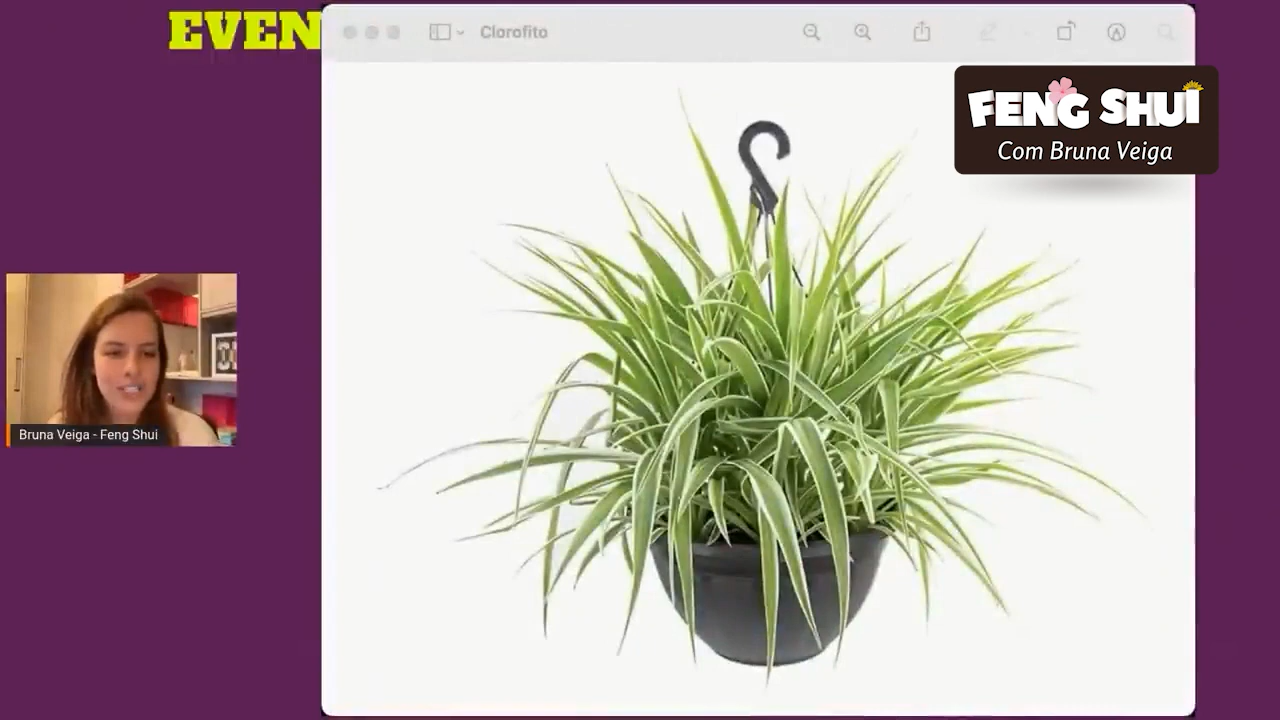 EVEN
Clorofito
FENG SHUI
Com Bruna Veiga
Bruna Veiga - Feng Shui